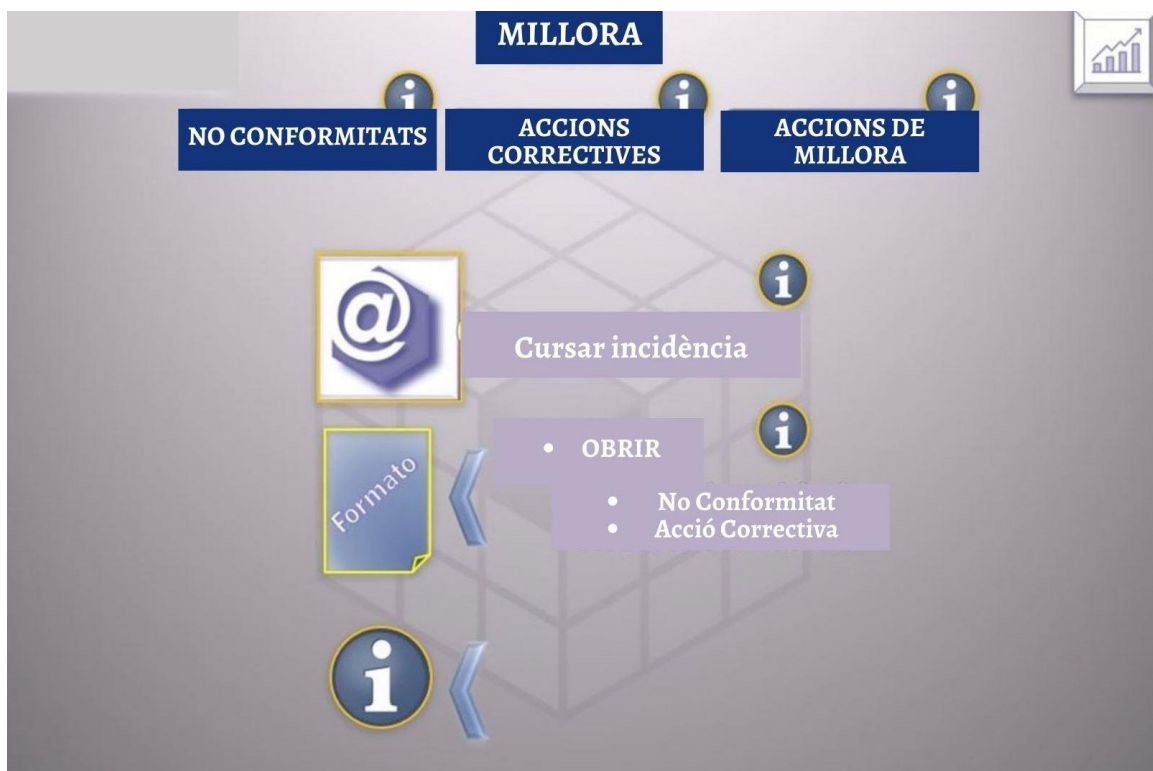 MILLORA
NO CONFORMITATS
ACCIONS
CORRECTIVES
ACCIONS DE
MILLORA
@
Cursar incidència
Formato
• OBRIR
• No Conformitat
• Acció Correctiva